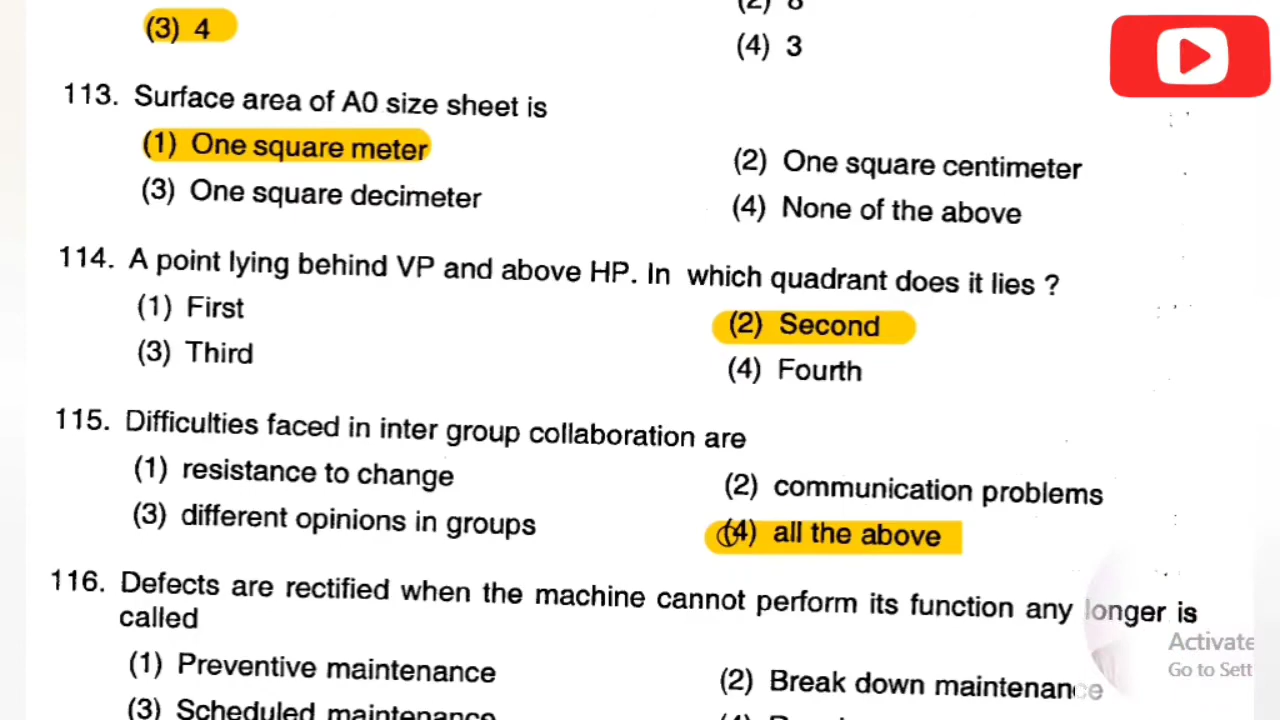 (3) 4
(4) 3
113. Surface area of A0 size sheet is
(1) One square meter
(2) One square centimeter
(3) One square decimeter
(4) None of the above
114. A point lying behind VP and above HP. In which quadrant does it lies ?
(1) First
(2) Second
(3) Third
(4) Fourth
115. Difficulties faced in inter group collaboration are
(1) resistance to change
(2) communication problems
(3) different opinions in groups
(4) all the above
116. Defects are rectified when the machine cannot perform its function any longer is
called
(1) Preventive maintenance
(2) Break down maintenance
(3) Scheduled maintenance
Activate
Go to Sett